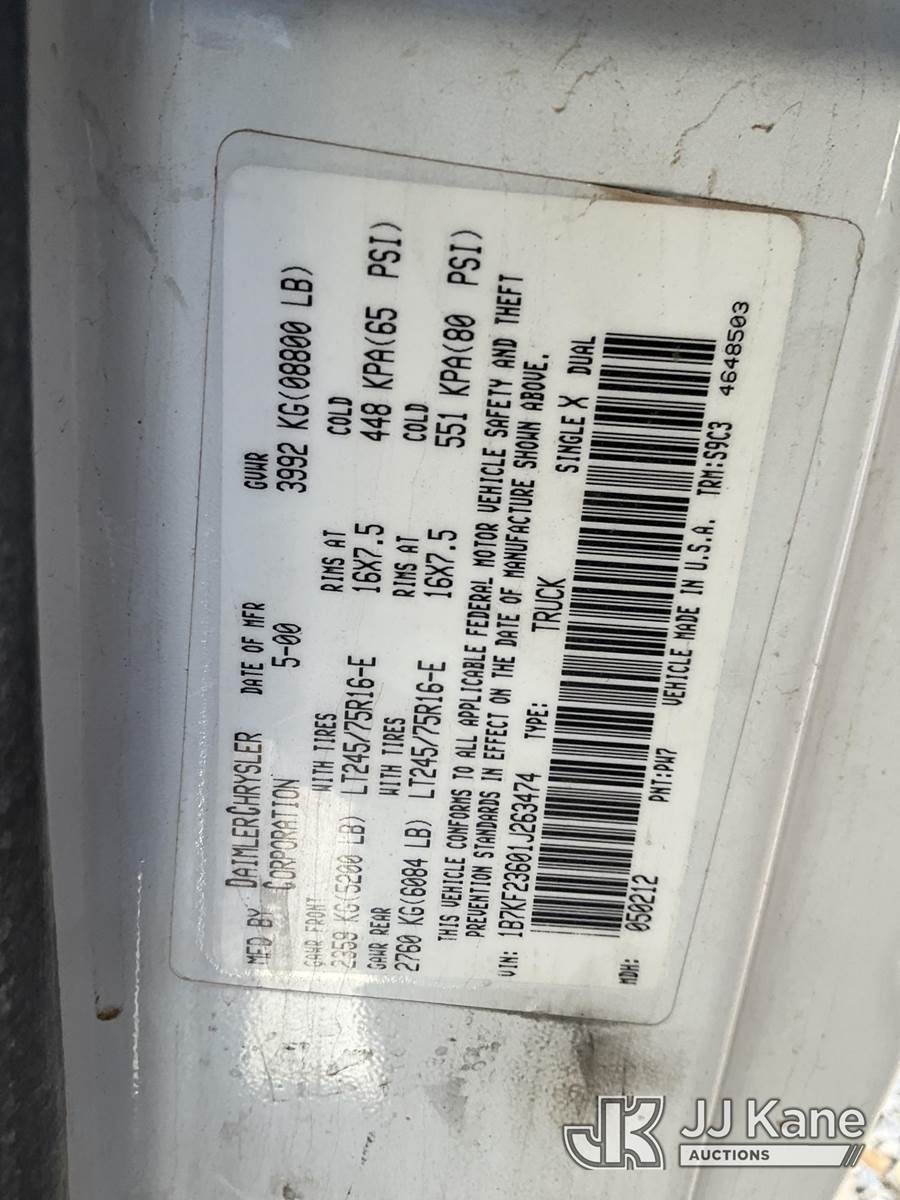 MFD BY DAIMLERCHRYSLER CORPORATION DATE OF MFR 5-00 GVWR 3992 KG(08800 LB)
GAWR FRONT WITH TIRES RIMS AT COLD
2359 KG(5200 LB) LT245/75R16-E 16X7.5 448 KPA(65 PSI)
GAWR REAR WITH TIRES RIMS AT COLD
2760 KG(6084 LB) LT245/75R16-E 16X7.5 551 KPA(80 PSI)
THIS VEHICLE CONFORMS TO ALL APPLICABLE FEDERAL MOTOR VEHICLE SAFETY AND THEFT
PREVENTION STANDARDS IN EFFECT ON THE DATE OF MANUFACTURE SHOWN ABOVE.
VIN: 1B7KF23601J263474 TYPE: TRUCK SINGLE X DUAL
MDH: 050212 PNT:PW7 VEHICLE MADE IN U.S.A. TRM:S9C3 4648503
JK JJ Kane
AUCTIONS